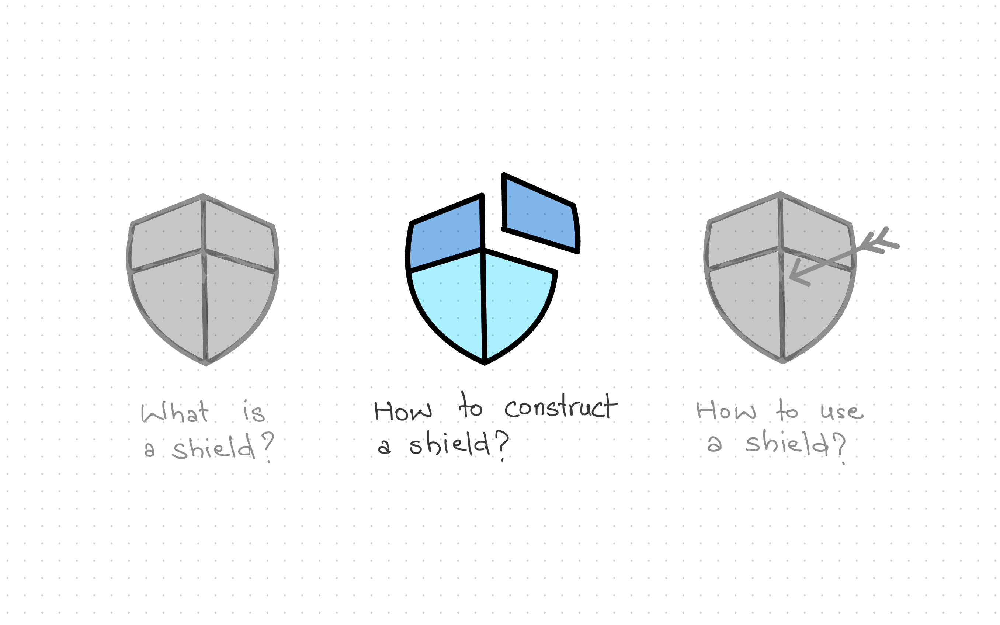 What is
a shield?
How to construct
a shield?
How to use
a shield?